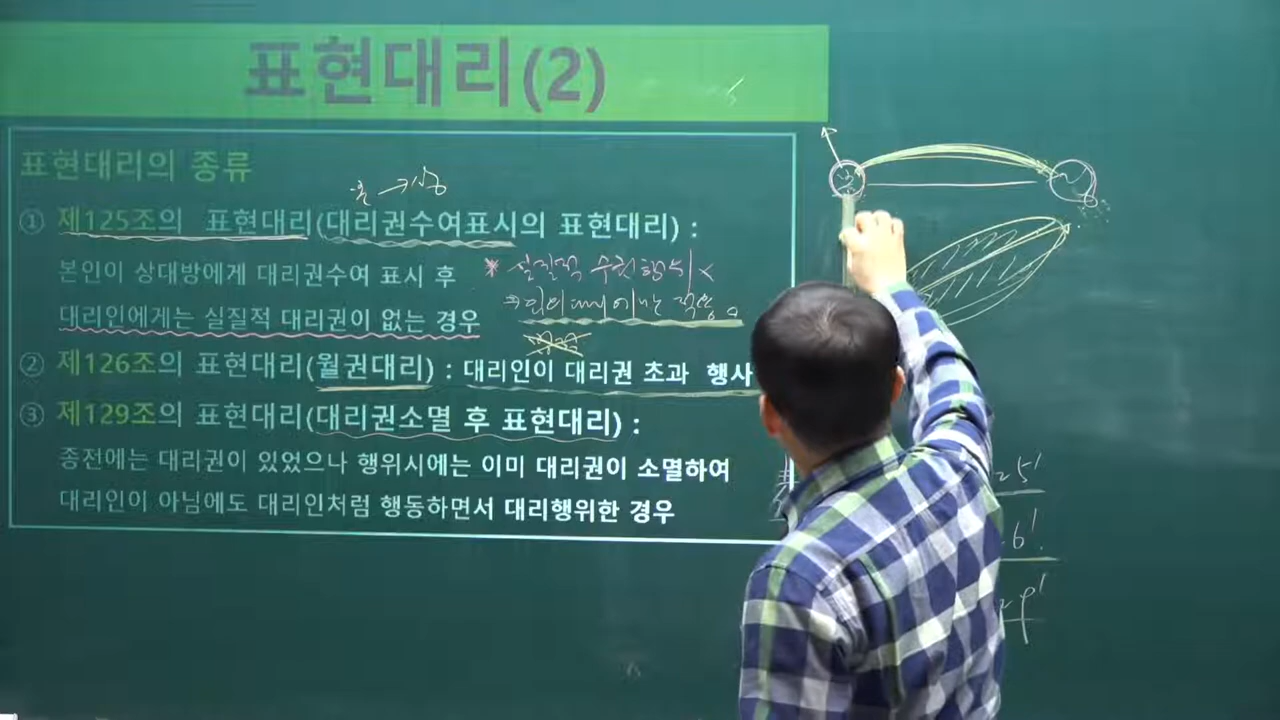 표현대리(2)
표현대리의 종류
본 → 상
① 제125조의 표현대리(대리권수여표시의 표현대리) :
본인이 상대방에게 대리권수여 표시 후
대리인에게는 실질적 대리권이 없는 경우
② 제126조의 표현대리(월권대리) : 대리인이 대리권 초과 행사
③ 제129조의 표현대리(대리권소멸 후 표현대리) :
종전에는 대리권이 있었으나 행위시에는 이미 대리권이 소멸하여
대리인이 아님에도 대리인처럼 행동하면서 대리행위한 경우
25!
6!